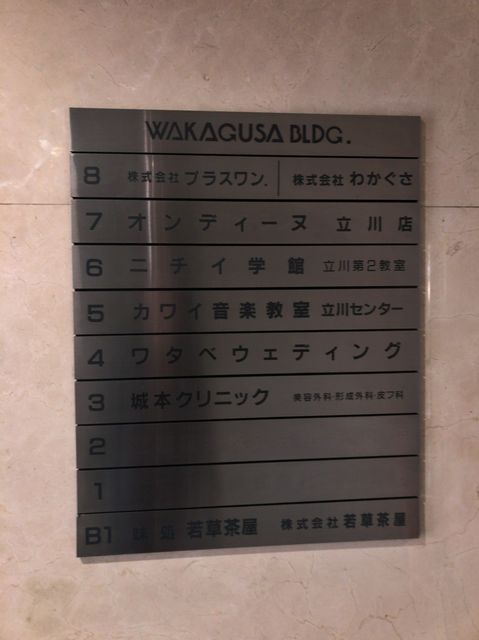 WAKAGUSA BLDG.
8 株式会社 プラスワン. 株式会社 わかぐさ
7 オンディーヌ 立川店
6 ニチイ学館 立川第2教室
5 カワイ音楽教室 立川センター
4 ワタベウェディング
3 城本クリニック 美容外科・形成外科・皮フ科
2
1
B1 味処 若草茶屋 株式会社 若草茶屋